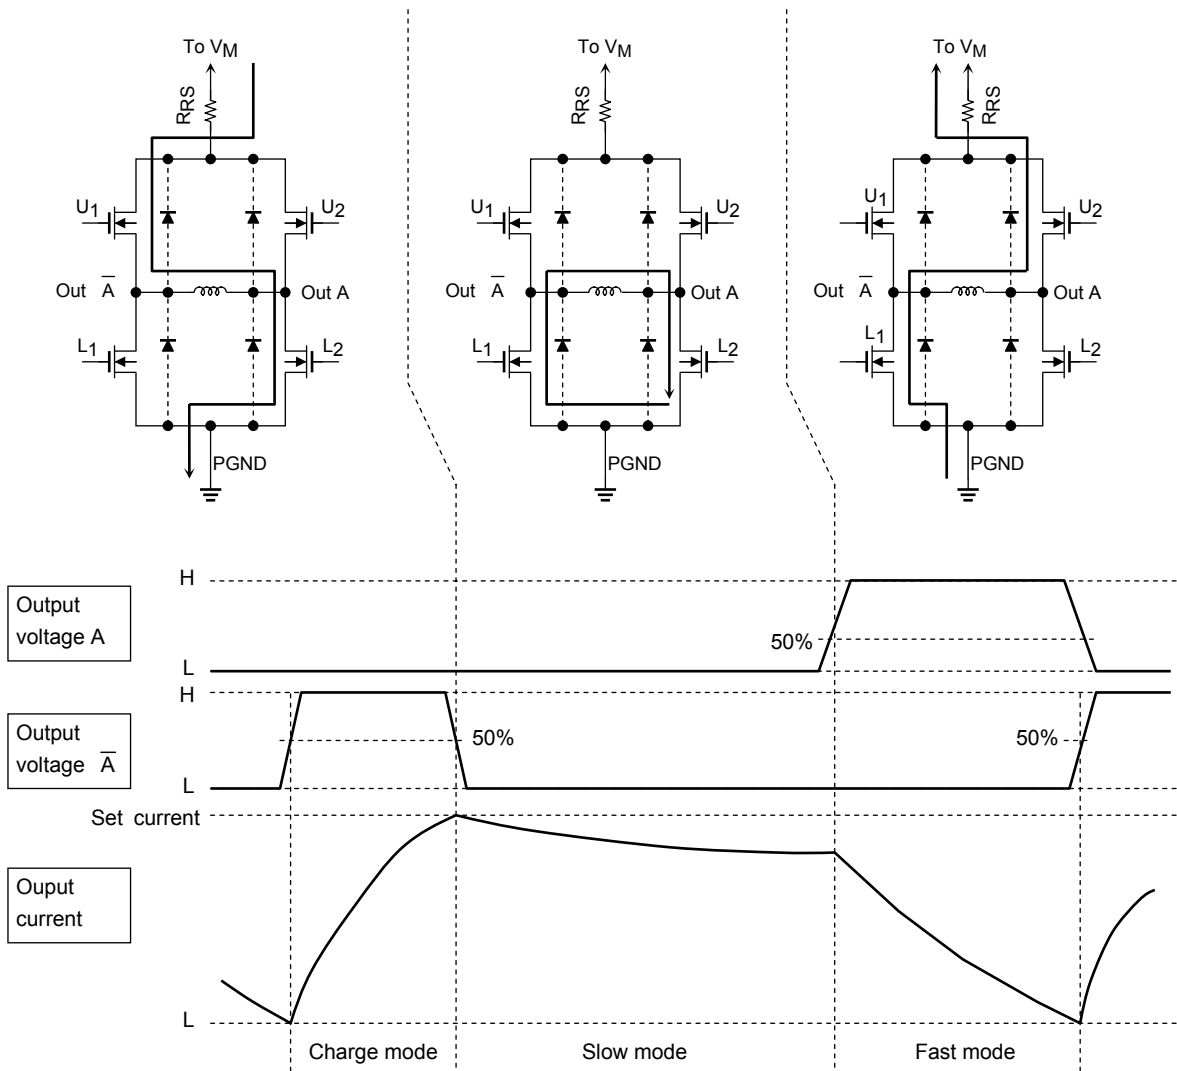 To VM To VM To VM
RRS RRS RRS
U1 U2 U1 U2 U1 U2
Out A̅ Out A Out A̅ Out A Out A̅ Out A
L1 L2 L1 L2 L1 L2
PGND PGND PGND
H
Output
voltage A
50%
L
H
Output
voltage A̅
50% 50%
L
Set current
Ouput
current
L
Charge mode Slow mode Fast mode